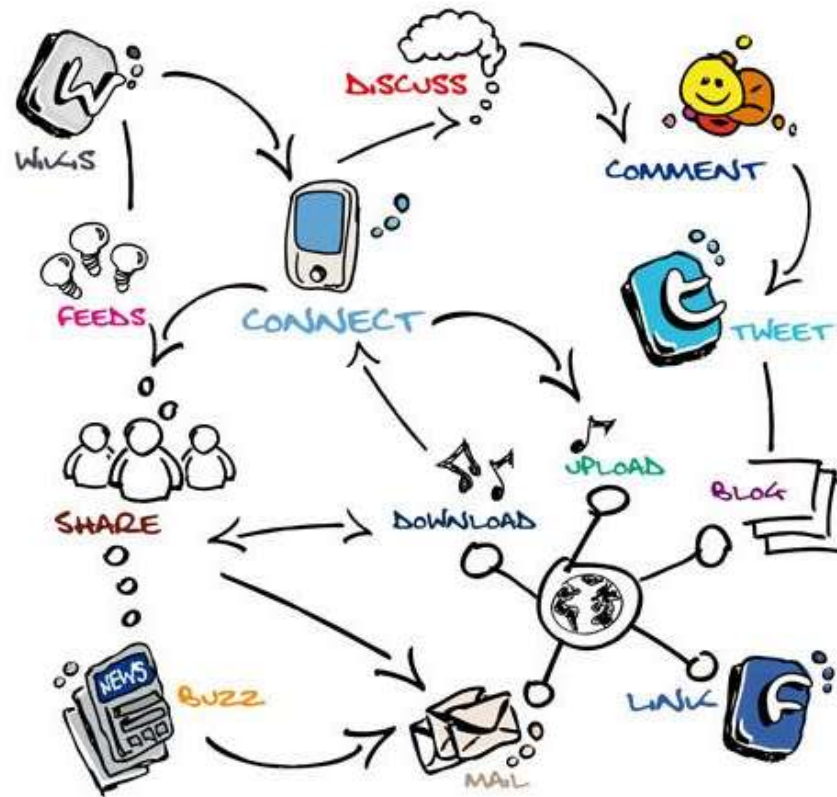 DISCUSS
WIKIS
COMMENT
FEEDS
CONNECT
TWEET
UPLOAD
BLOG
SHARE
DOWNLOAD
NEWS
BUZZ
LINK
MAIL